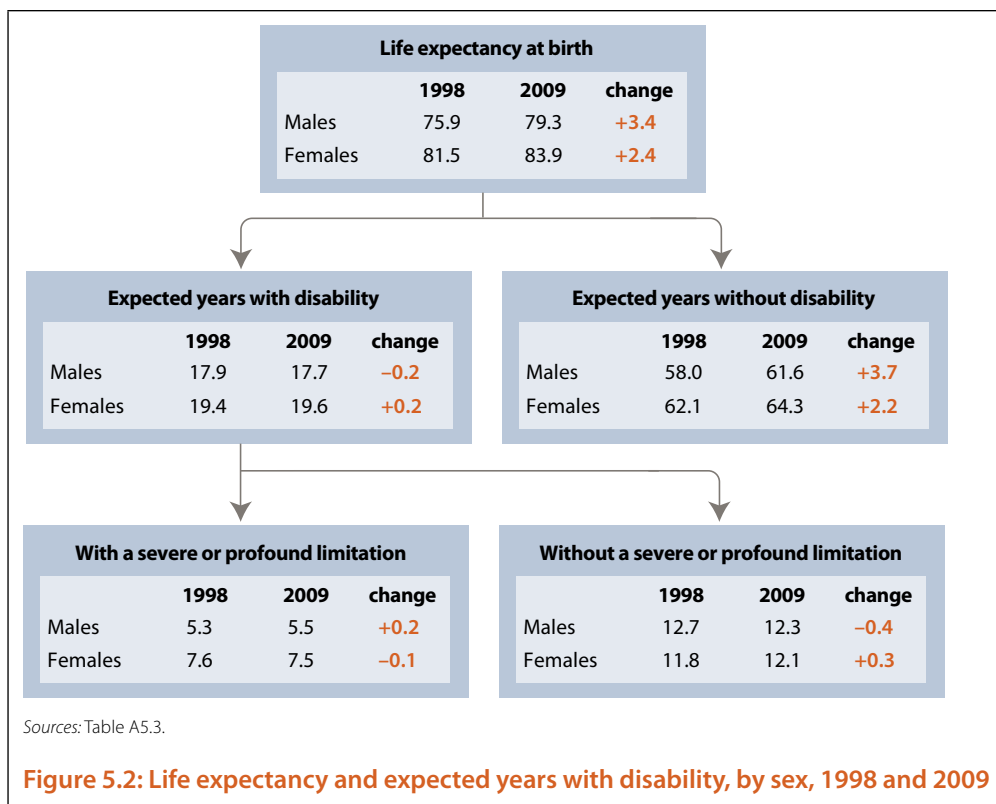 Life expectancy at birth
1998 2009 change
Males 75.9 79.3 +3.4
Females 81.5 83.9 +2.4
Expected years with disability
1998 2009 change
Males 17.9 17.7 –0.2
Females 19.4 19.6 +0.2
Expected years without disability
1998 2009 change
Males 58.0 61.6 +3.7
Females 62.1 64.3 +2.2
With a severe or profound limitation
1998 2009 change
Males 5.3 5.5 +0.2
Females 7.6 7.5 –0.1
Without a severe or profound limitation
1998 2009 change
Males 12.7 12.3 –0.4
Females 11.8 12.1 +0.3
Sources: Table A5.3.
Figure 5.2: Life expectancy and expected years with disability, by sex, 1998 and 2009